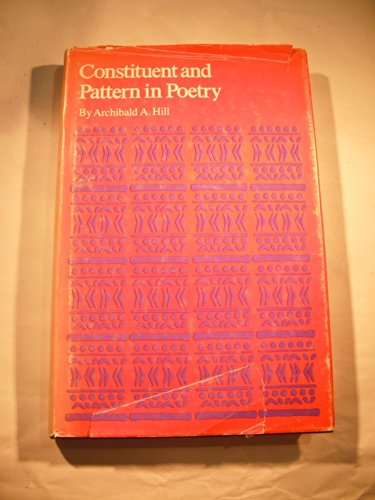 Constituent and
Pattern in Poetry
By Archibald A. Hill